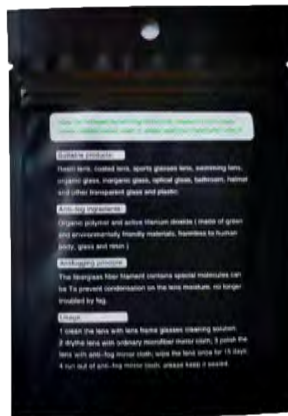 Suitable products:
Resin lens, coated lens, sports glasses lens, swimming lens,
organic glass, inorganic glass, optical glass, bathroom, helmet
and other transparent glass and plastic.
Anti-fog ingredients:
Organic polymer and active titanium dioxide ( made of green
and environmentally friendly materials, harmless to human
body, glass and resin )
Antifogging principle:
The fiberglass fiber filament contains special molecules can
be To prevent condensation on the lens moisture, no longer
troubled by fog.
Usage:
1 clean the lens with lens frame glasses cleaning solution
2 drythe lens with ordinary microfiber mirror cloth; 3 polish the
lens with anti-fog mirror cloth; wipe the lens once for 15 days;
4 run out of anti-fog mirror cloth, please keep it sealed.